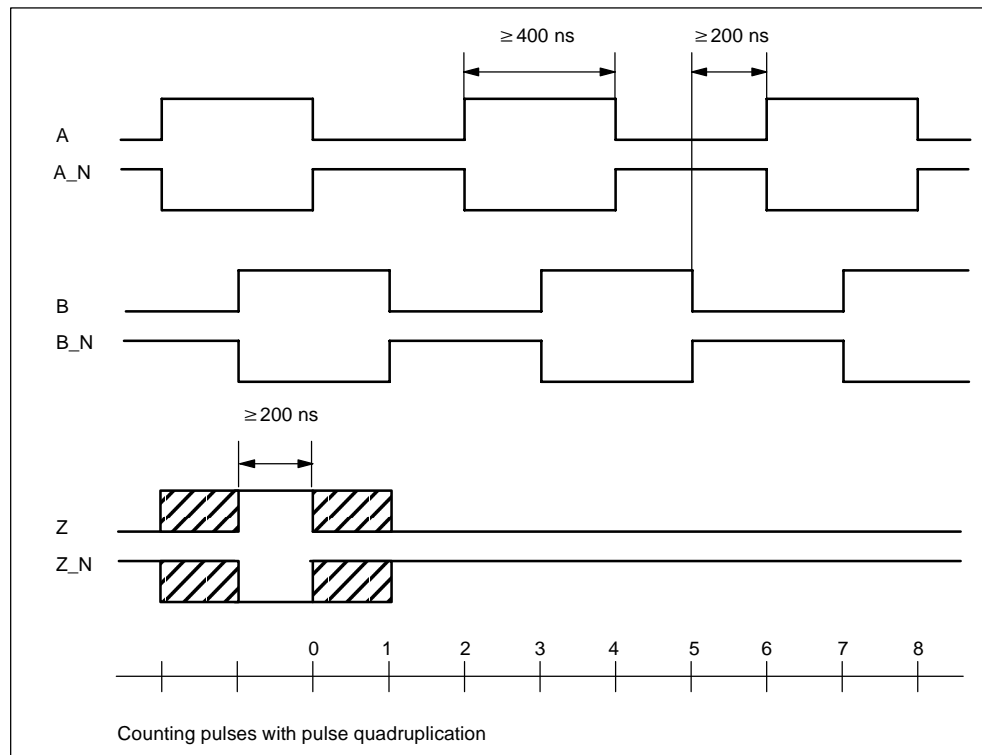 ≥400 ns ≥200 ns
A
A_N
B
B_N
≥200 ns
Z
Z_N
0 1 2 3 4 5 6 7 8
Counting pulses with pulse quadruplication